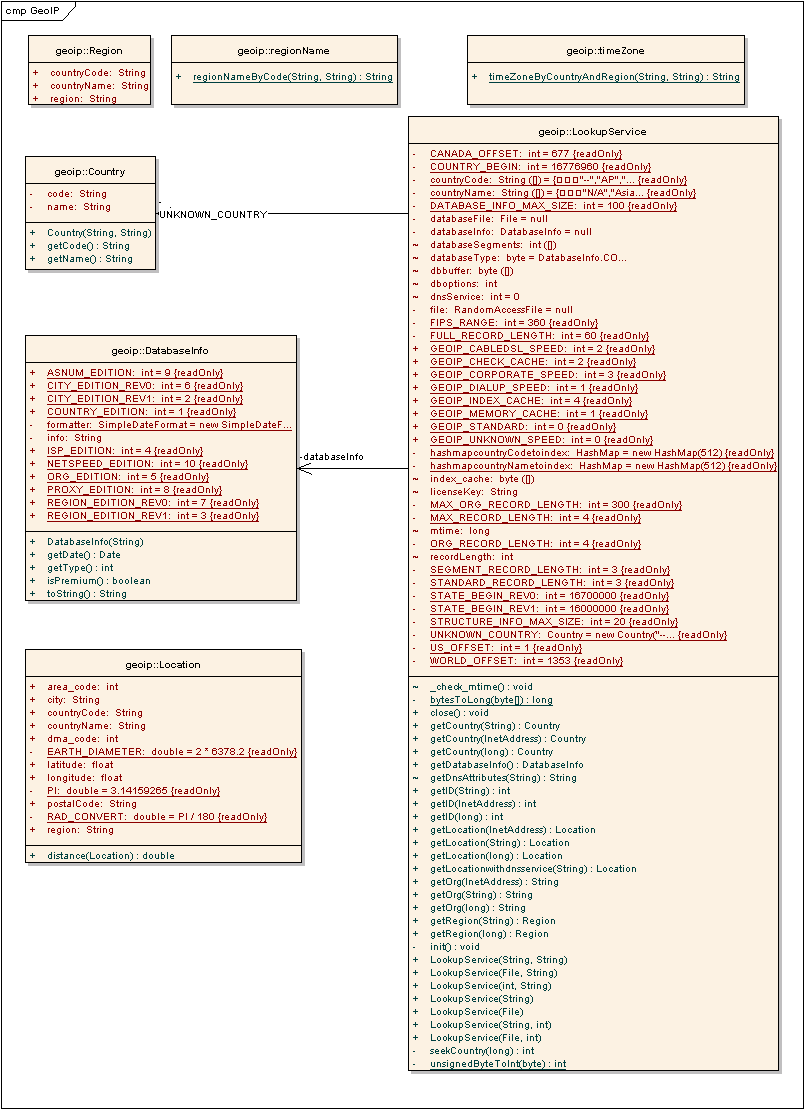 cmp GeoIP
geoip::Region
+ countryCode: String
+ countryName: String
+ region: String
geoip::regionName
+ regionNameByCode(String, String) : String
geoip::timeZone
+ timeZoneByCountryAndRegion(String, String) : String
geoip::Country
- code: String
- name: String
+ Country(String, String)
+ getCode() : String
+ getName() : String
-UNKNOWN_COUNTRY
geoip::DatabaseInfo
+ ASNUM_EDITION: int = 9 {readOnly}
+ CITY_EDITION_REV0: int = 6 {readOnly}
+ CITY_EDITION_REV1: int = 2 {readOnly}
+ COUNTRY_EDITION: int = 1 {readOnly}
- formatter: SimpleDateFormat = new SimpleDateF...
- info: String
+ ISP_EDITION: int = 4 {readOnly}
+ NETSPEED_EDITION: int = 10 {readOnly}
+ ORG_EDITION: int = 5 {readOnly}
+ PROXY_EDITION: int = 8 {readOnly}
+ REGION_EDITION_REV0: int = 7 {readOnly}
+ REGION_EDITION_REV1: int = 3 {readOnly}
+ DatabaseInfo(String)
+ getDate() : Date
+ getType() : int
+ isPremium() : boolean
+ toString() : String
-databaseInfo
geoip::Location
+ area_code: int
+ city: String
+ countryCode: String
+ countryName: String
+ dma_code: int
- EARTH_DIAMETER: double = 2 * 6378.2 {readOnly}
+ latitude: float
+ longitude: float
- PI: double = 3.14159265 {readOnly}
+ postalCode: String
- RAD_CONVERT: double = PI / 180 {readOnly}
+ region: String
+ distance(Location) : double
geoip::LookupService
- CANADA_OFFSET: int = 677 {readOnly}
- COUNTRY_BEGIN: int = 16776960 {readOnly}
- countryCode: String ([]) = {▯▯▯"--","AP","... {readOnly}
- countryName: String ([]) = {▯▯▯"N/A","Asia... {readOnly}
- DATABASE_INFO_MAX_SIZE: int = 100 {readOnly}
- databaseFile: File = null
- databaseInfo: DatabaseInfo = null
~ databaseSegments: int ([])
~ databaseType: byte = DatabaseInfo.CO...
~ dbbuffer: byte ([])
~ dboptions: int
~ dnsService: int = 0
- file: RandomAccessFile = null
- FIPS_RANGE: int = 360 {readOnly}
- FULL_RECORD_LENGTH: int = 60 {readOnly}
+ GEOIP_CABLEDSL_SPEED: int = 2 {readOnly}
+ GEOIP_CHECK_CACHE: int = 2 {readOnly}
+ GEOIP_CORPORATE_SPEED: int = 3 {readOnly}
+ GEOIP_DIALUP_SPEED: int = 1 {readOnly}
+ GEOIP_INDEX_CACHE: int = 4 {readOnly}
+ GEOIP_MEMORY_CACHE: int = 1 {readOnly}
+ GEOIP_STANDARD: int = 0 {readOnly}
+ GEOIP_UNKNOWN_SPEED: int = 0 {readOnly}
- hashmapcountryCodetoindex: HashMap = new HashMap(512) {readOnly}
- hashmapcountryNametoindex: HashMap = new HashMap(512) {readOnly}
~ index_cache: byte ([])
~ licenseKey: String
- MAX_ORG_RECORD_LENGTH: int = 300 {readOnly}
- MAX_RECORD_LENGTH: int = 4 {readOnly}
~ mtime: long
- ORG_RECORD_LENGTH: int = 4 {readOnly}
~ recordLength: int
- SEGMENT_RECORD_LENGTH: int = 3 {readOnly}
- STANDARD_RECORD_LENGTH: int = 3 {readOnly}
- STATE_BEGIN_REV0: int = 16700000 {readOnly}
- STATE_BEGIN_REV1: int = 16000000 {readOnly}
- STRUCTURE_INFO_MAX_SIZE: int = 20 {readOnly}
- UNKNOWN_COUNTRY: Country = new Country("--... {readOnly}
- US_OFFSET: int = 1 {readOnly}
- WORLD_OFFSET: int = 1353 {readOnly}
~ _check_mtime() : void
- bytesToLong(byte[]) : long
+ close() : void
+ getCountry(String) : Country
+ getCountry(InetAddress) : Country
+ getCountry(long) : Country
+ getDatabaseInfo() : DatabaseInfo
~ getDnsAttributes(String) : String
+ getID(String) : int
+ getID(InetAddress) : int
+ getID(long) : int
+ getLocation(InetAddress) : Location
+ getLocation(String) : Location
+ getLocation(long) : Location
+ getLocationwithdnsservice(String) : Location
+ getOrg(InetAddress) : String
+ getOrg(String) : String
+ getOrg(long) : String
+ getRegion(String) : Region
+ getRegion(long) : Region
- init() : void
+ LookupService(String, String)
+ LookupService(File, String)
+ LookupService(int, String)
+ LookupService(String)
+ LookupService(File)
+ LookupService(String, int)
+ LookupService(File, int)
- seekCountry(long) : int
- unsignedByteToInt(byte) : int